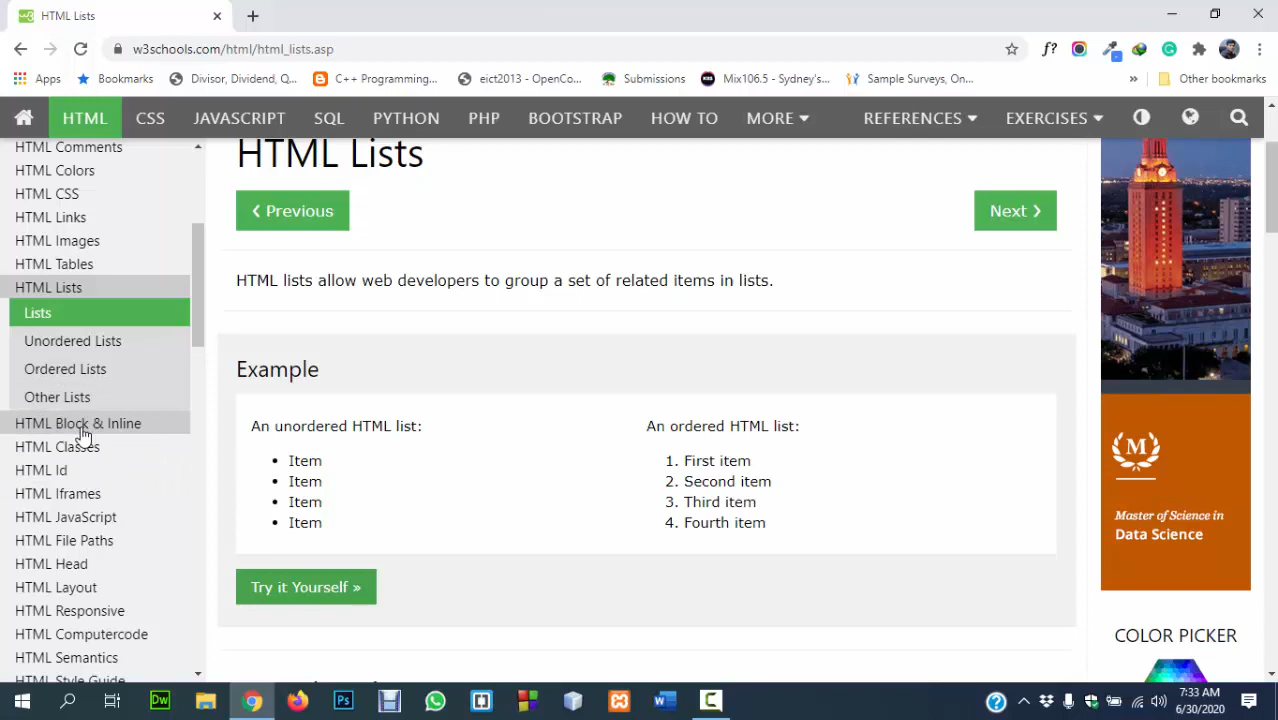 HTML Lists
w3schools.com/html/html_lists.asp
f?
Apps
Bookmarks
Divisor, Dividend, Q...
C++ Programming...
eict2013 - OpenCo...
Submissions
Mix106.5 - Sydney's...
Sample Surveys, On...
»
Other bookmarks
HTML
CSS
JAVASCRIPT
SQL
PYTHON
PHP
BOOTSTRAP
HOW TO
MORE
REFERENCES
EXERCISES
HTML Comments
HTML Colors
HTML CSS
HTML Links
HTML Images
HTML Tables
HTML Lists
Lists
Unordered Lists
Ordered Lists
Other Lists
HTML Block & Inline
HTML Classes
HTML Id
HTML Iframes
HTML JavaScript
HTML File Paths
HTML Head
HTML Layout
HTML Responsive
HTML Computercode
HTML Semantics
HTML Style Guide
HTML Lists
❮ Previous
Next ❯
HTML lists allow web developers to group a set of related items in lists.
Example
An unordered HTML list:
• Item
• Item
• Item
• Item
An ordered HTML list:
1. First item
2. Second item
3. Third item
4. Fourth item
Try it Yourself »
M
Master of Science in
Data Science
COLOR PICKER
Dw
Ps
7:33 AM
6/30/2020